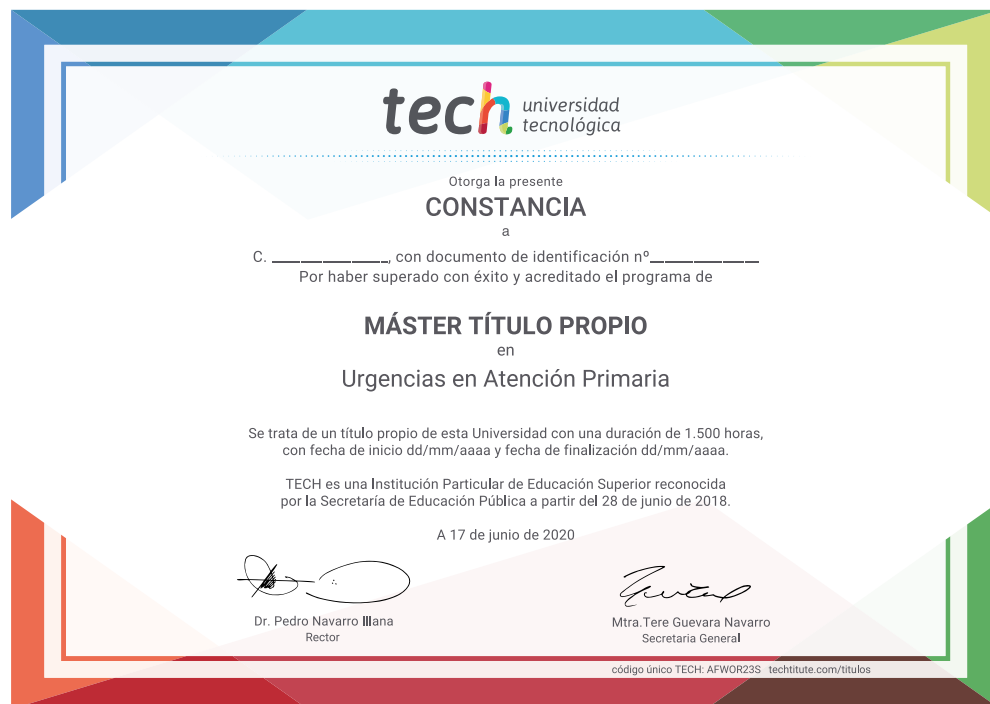 tech universidad
tecnológica
Otorga la presente
CONSTANCIA
a
C. ________________, con documento de identificación nº_______________
Por haber superado con éxito y acreditado el programa de
MÁSTER TÍTULO PROPIO
en
Urgencias en Atención Primaria
Se trata de un título propio de esta Universidad con una duración de 1.500 horas,
con fecha de inicio dd/mm/aaaa y fecha de finalización dd/mm/aaaa.
TECH es una Institución Particular de Educación Superior reconocida
por la Secretaría de Educación Pública a partir del 28 de junio de 2018.
A 17 de junio de 2020
Dr. Pedro Navarro Illana
Rector
Mtra.Tere Guevara Navarro
Secretaria General
código único TECH: AFWOR23S techtitute.com/titulos